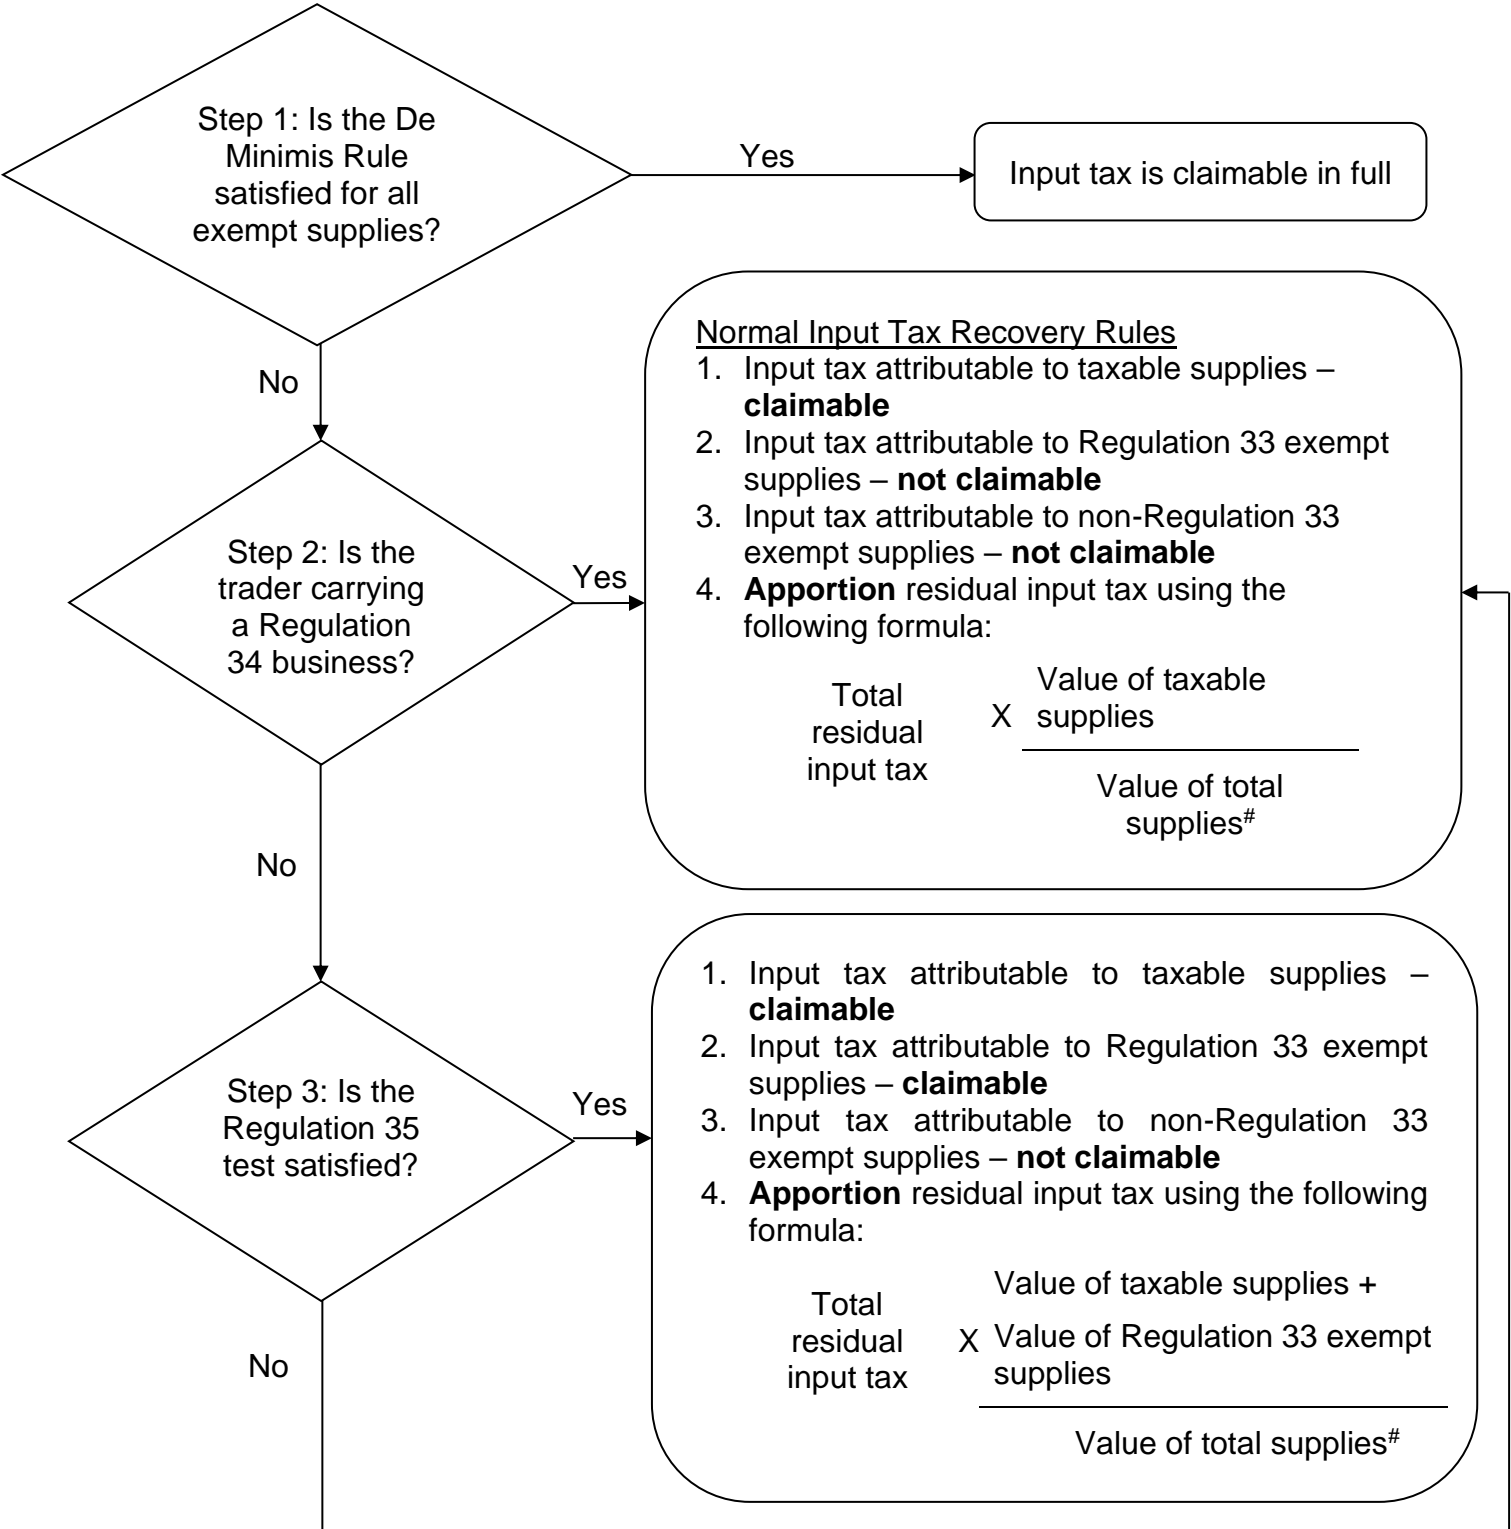 Step 1: Is the De
Minimis Rule
satisfied for all
exempt supplies?
Yes
Input tax is claimable in full
No
Normal Input Tax Recovery Rules
1. Input tax attributable to taxable supplies –
claimable
2. Input tax attributable to Regulation 33 exempt
supplies – not claimable
3. Input tax attributable to non-Regulation 33
exempt supplies – not claimable
4. Apportion residual input tax using the
following formula:
Total
residual
input tax
X
Value of taxable
supplies
Value of total
supplies#
Step 2: Is the
trader carrying
a Regulation
34 business?
Yes
No
Step 3: Is the
Regulation 35
test satisfied?
Yes
No
1. Input tax attributable to taxable supplies –
claimable
2. Input tax attributable to Regulation 33 exempt
supplies – claimable
3. Input tax attributable to non-Regulation 33
exempt supplies – not claimable
4. Apportion residual input tax using the following
formula:
Total
residual
input tax
X
Value of taxable supplies +
Value of Regulation 33 exempt
supplies
Value of total supplies#